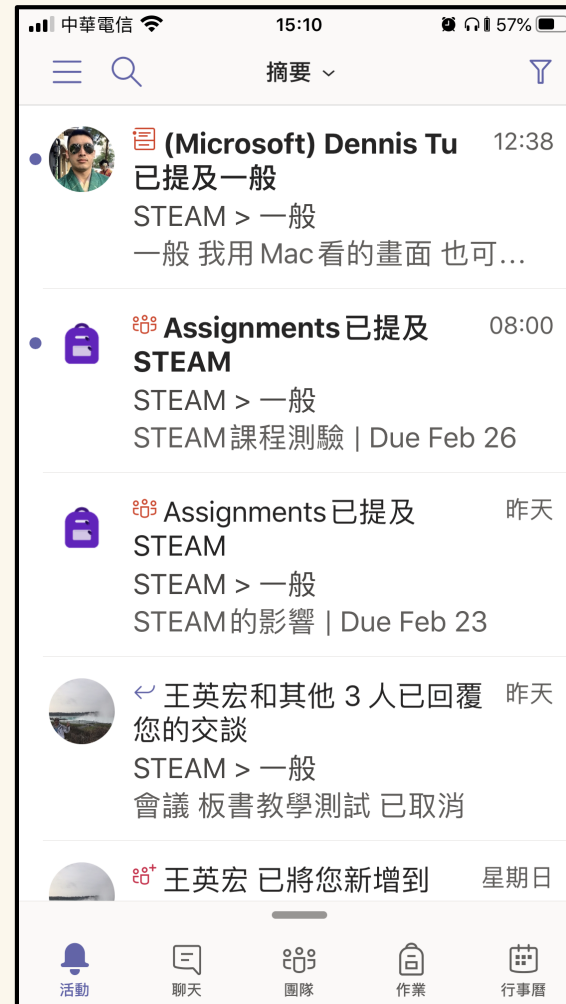 中華電信 15:10 57%
摘要
(Microsoft) Dennis Tu 12:38
已提及一般
STEAM > 一般
一般 我用 Mac 看的畫面 也可…
Assignments已提及 08:00
STEAM
STEAM > 一般
STEAM課程測驗 | Due Feb 26
Assignments已提及 昨天
STEAM
STEAM > 一般
STEAM的影響 | Due Feb 23
王英宏和其他 3 人已回覆 昨天
您的交談
STEAM > 一般
會議 板書教學測試 已取消
王英宏 已將您新增到 星期日
活動 聊天 團隊 作業 行事曆